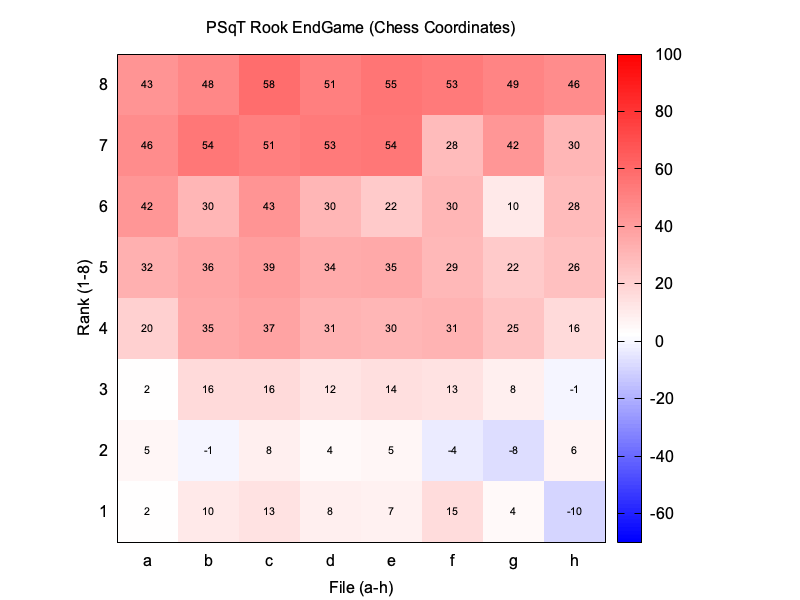 PSqT Rook EndGame (Chess Coordinates)
100
8 43 48 58 51 55 53 49 46
80
7 46 54 51 53 54 28 42 30
60
6 42 30 43 30 22 30 10 28
40
5 32 36 39 34 35 29 22 26
20
Rank (1-8)
4 20 35 37 31 30 31 25 16
0
3 2 16 16 12 14 13 8 -1
-20
2 5 -1 8 4 5 -4 -8 6
-40
1 2 10 13 8 7 15 4 -10
-60
a b c d e f g h
File (a-h)